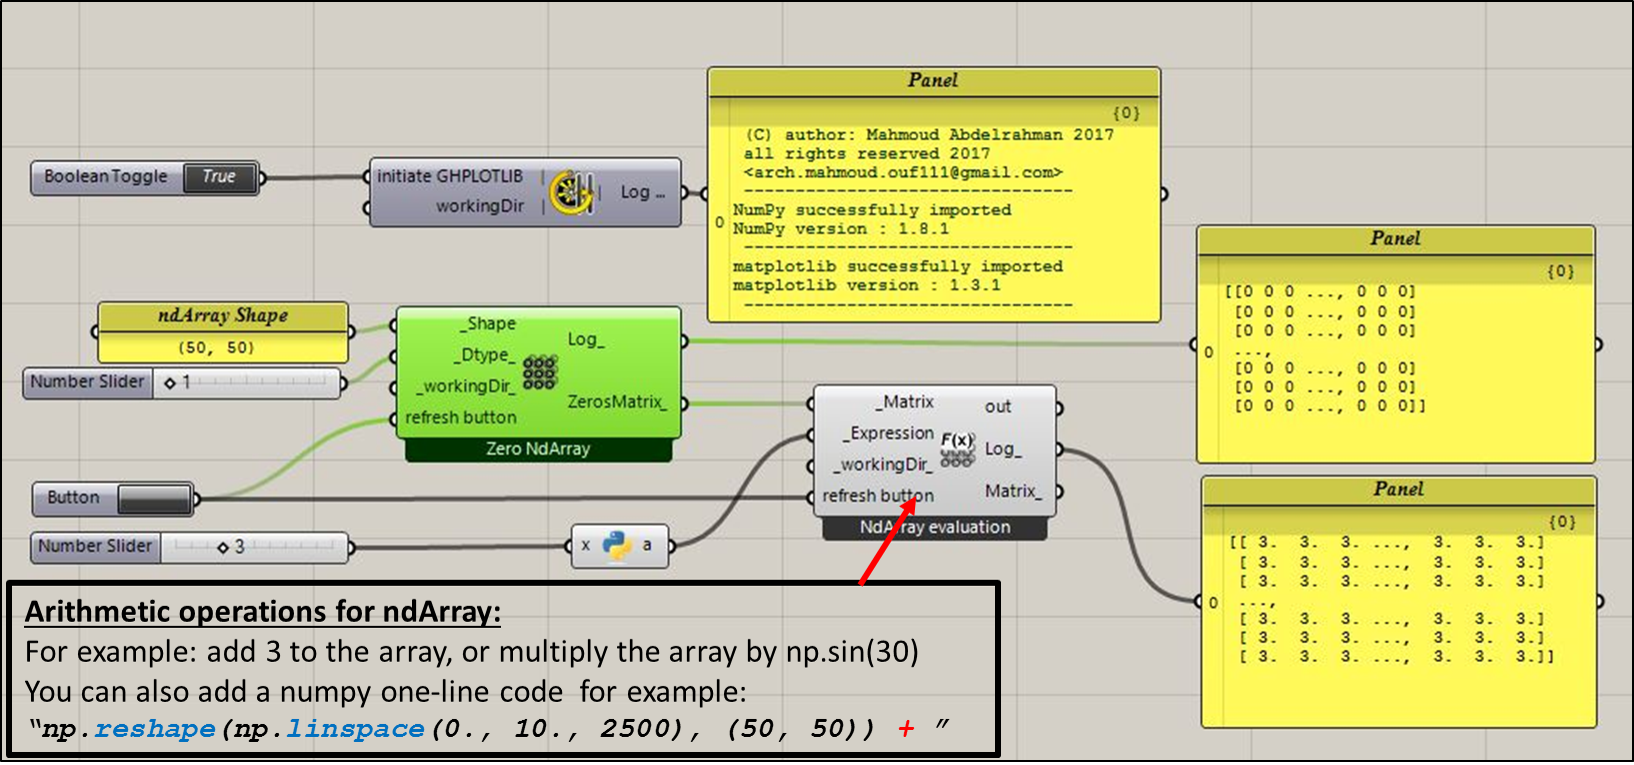 Panel
{0}
(C) author: Mahmoud Abdelrahman 2017
all rights reserved 2017
<arch.mahmoud.ouf111@gmail.com>
--------------------------------
0
NumPy successfully imported
NumPy version : 1.8.1
--------------------------------
matplotlib successfully imported
matplotlib version : 1.3.1
--------------------------------
Boolean Toggle True
initiate GHPLOTLIB
workingDir
Log ...
ndArray Shape
(50, 50)
Number Slider 1
_Shape
_Dtype_
_workingDir_
refresh button
Log_
ZerosMatrix_
Zero NdArray
Panel
{0}
0
[[0 0 0 ..., 0 0 0]
[0 0 0 ..., 0 0 0]
[0 0 0 ..., 0 0 0]
...,
[0 0 0 ..., 0 0 0]
[0 0 0 ..., 0 0 0]
[0 0 0 ..., 0 0 0]]
Button
Number Slider 3
x a
_Matrix
_Expression
_workingDir_
refresh button
F(x)
out
Log_
Matrix_
NdArray evaluation
Panel
{0}
0
[[ 3. 3. 3. ..., 3. 3. 3.]
[ 3. 3. 3. ..., 3. 3. 3.]
[ 3. 3. 3. ..., 3. 3. 3.]
...,
[ 3. 3. 3. ..., 3. 3. 3.]
[ 3. 3. 3. ..., 3. 3. 3.]
[ 3. 3. 3. ..., 3. 3. 3.]]
Arithmetic operations for ndArray:
For example: add 3 to the array, or multiply the array by np.sin(30)
You can also add a numpy one-line code for example:
“np.reshape(np.linspace(0., 10., 2500), (50, 50)) + ”